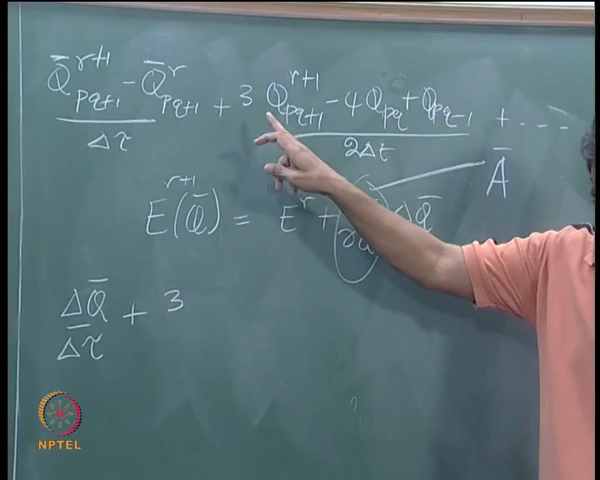 Q̄^{r+1}_{pq+1} - Q̄^{r}_{pq+1} / Δτ + 3 Q^{r+1}_{pq+1} - 4 Q_{pq} + Q_{pq-1} / 2Δt + ....
Ā
E^{r+1}(Q̄) = E^{r} + ( ) ΔQ̄
ΔQ̄ / Δτ + 3
NPTEL